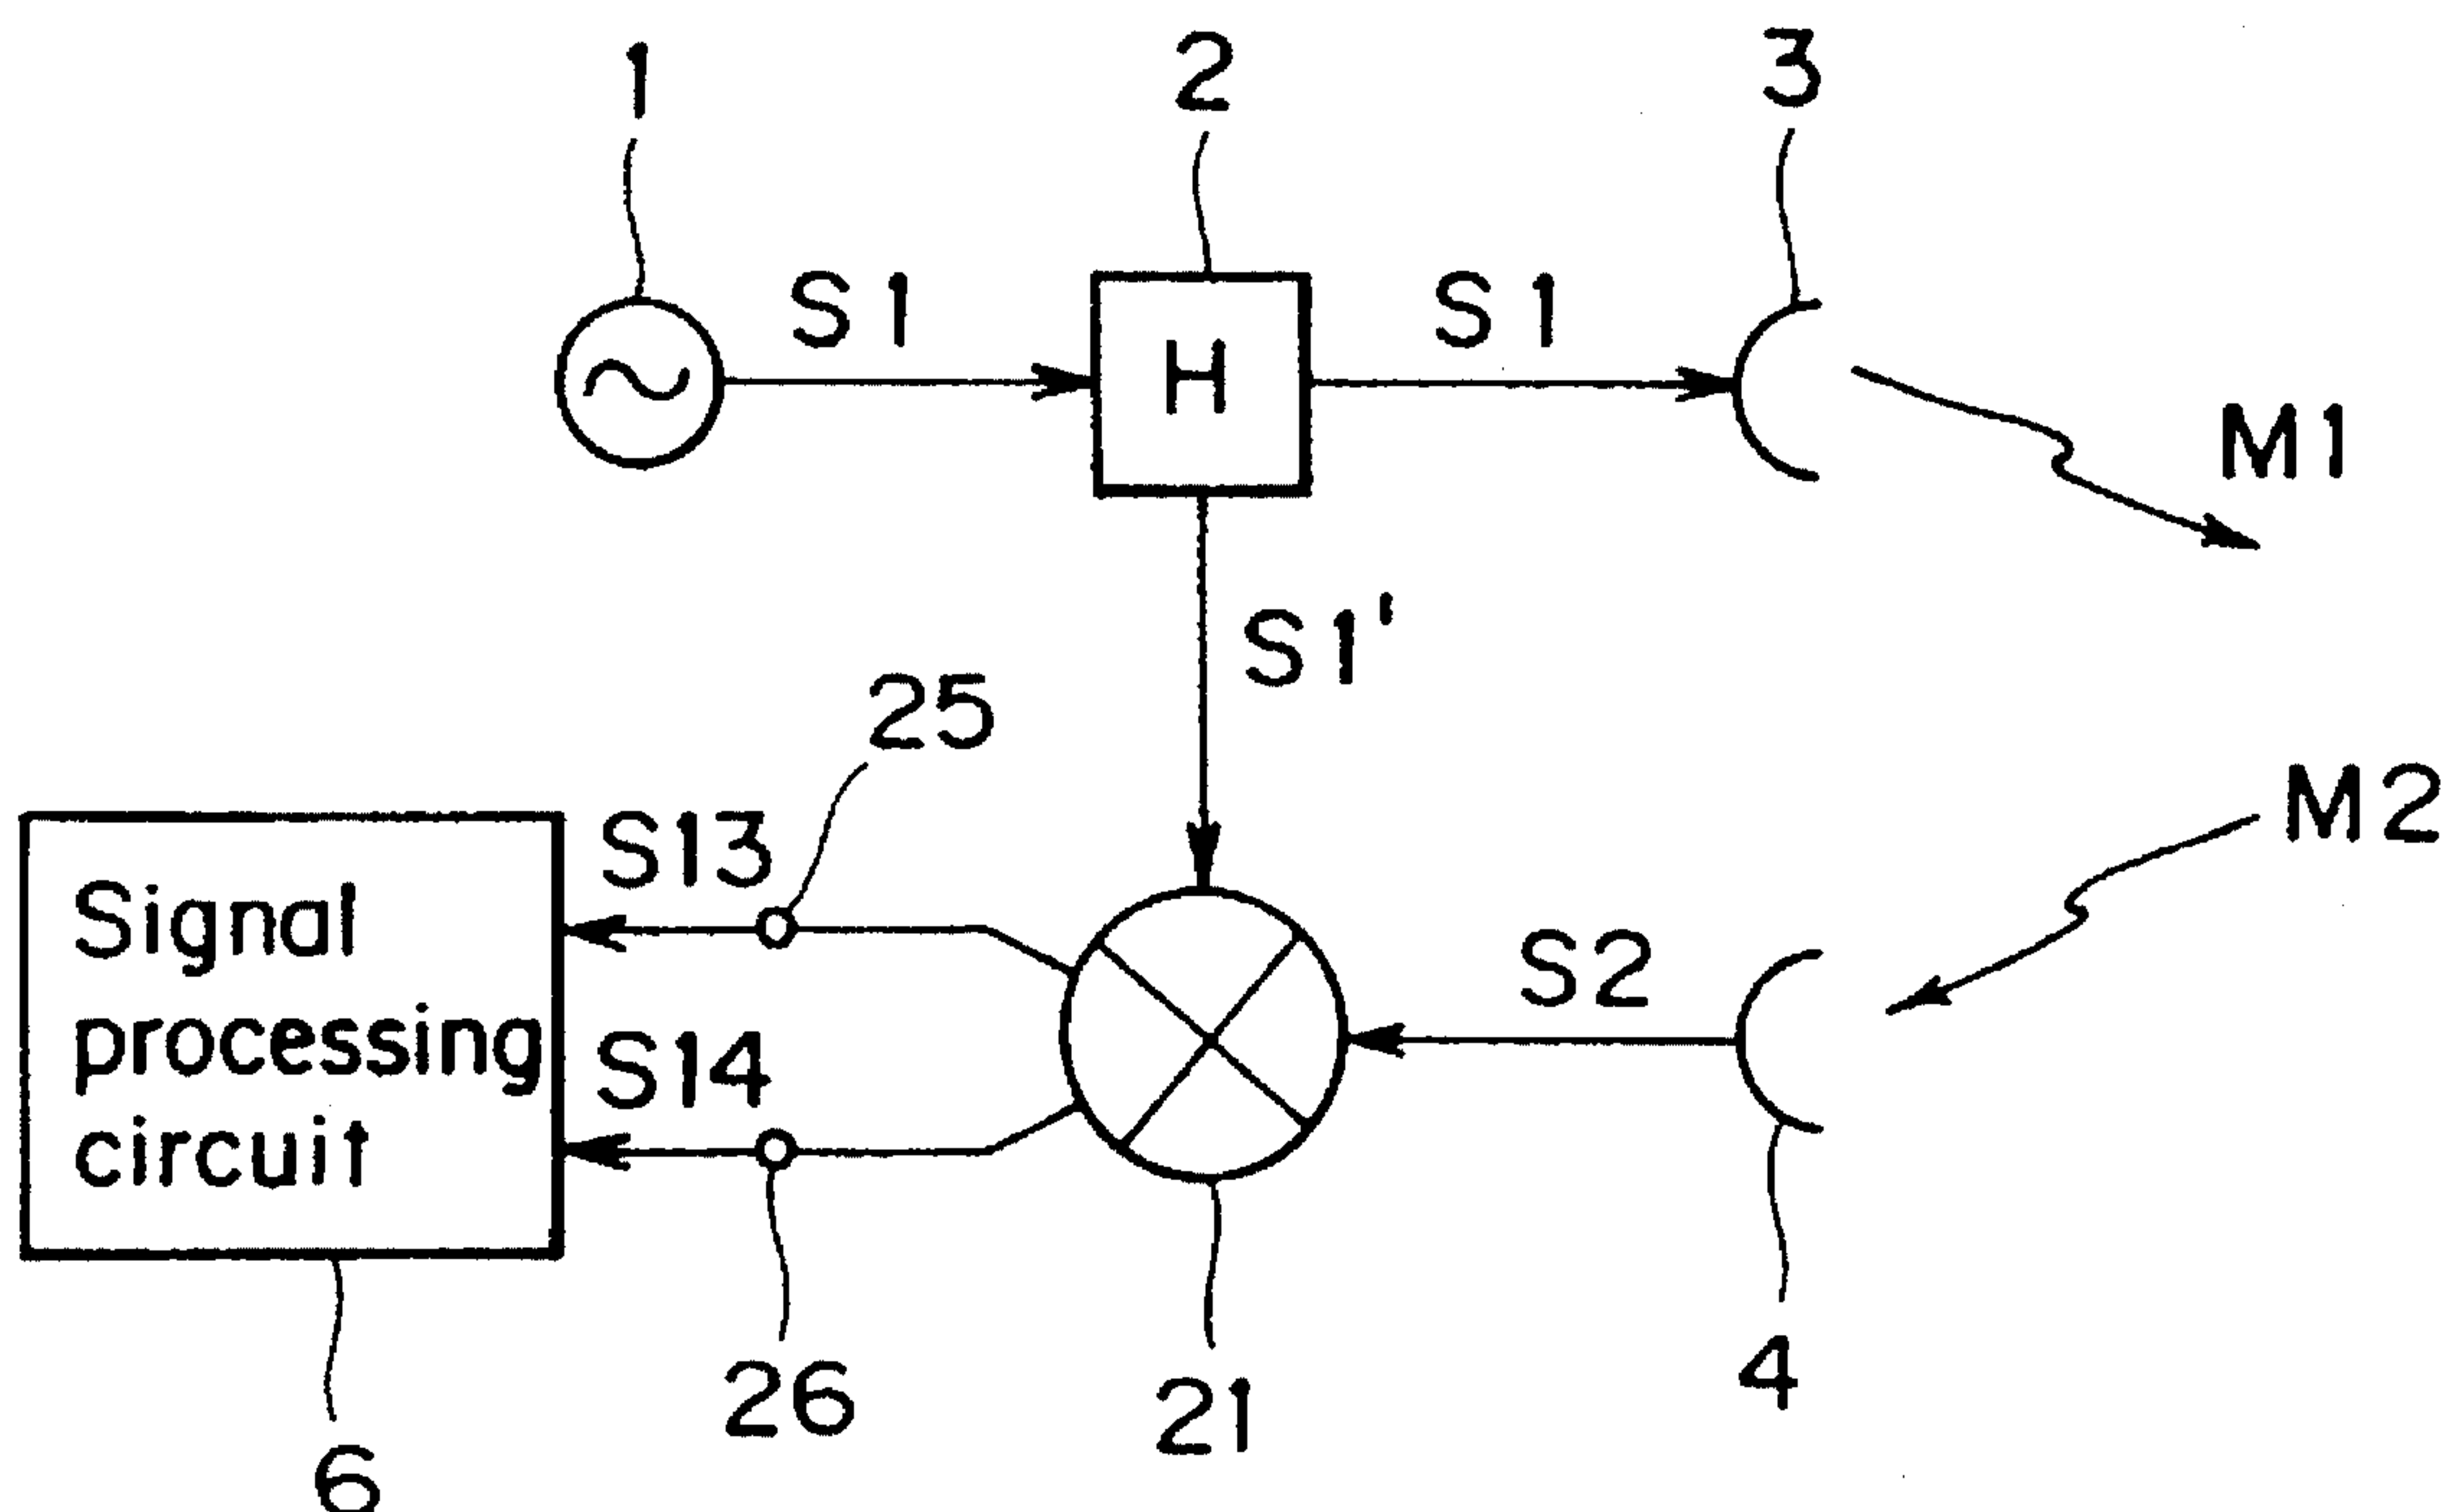 1
2
3
S1
S1
H
M1
S1'
25
M2
S13
Signal
processing
circuit
S2
S14
26
21
4
6